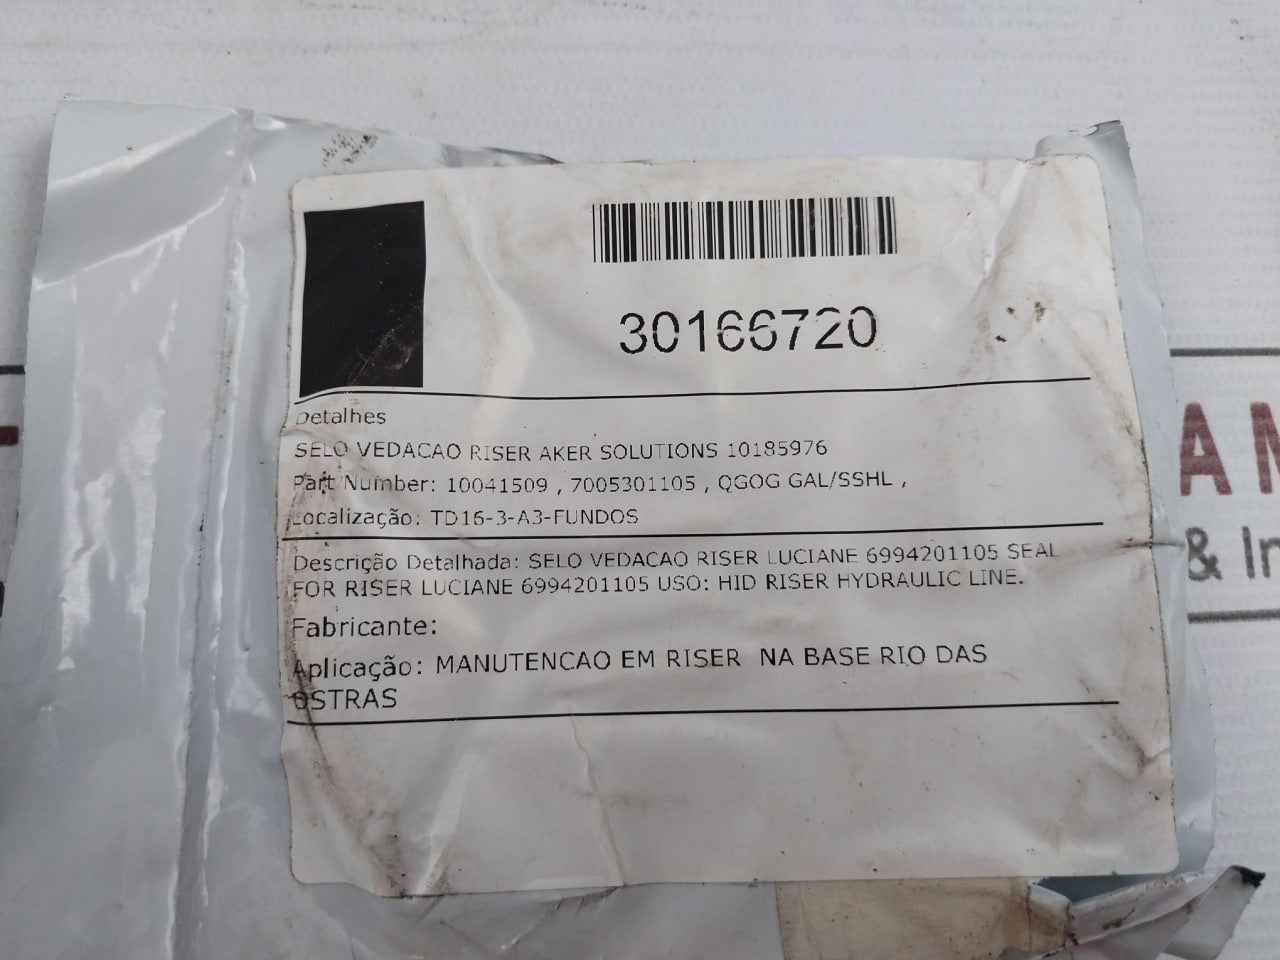 30166720
Detalhes
SELO VEDACAO RISER AKER SOLUTIONS 10185976
Part Number: 10041509 , 7005301105 , QGOG GAL/SSHL ,
Localização: TD16-3-A3-FUNDOS
Descrição Detalhada: SELO VEDACAO RISER LUCIANE 6994201105 SEAL
FOR RISER LUCIANE 6994201105 USO: HID RISER HYDRAULIC LINE.
Fabricante:
Aplicação: MANUTENCAO EM RISER NA BASE RIO DAS
OSTRAS